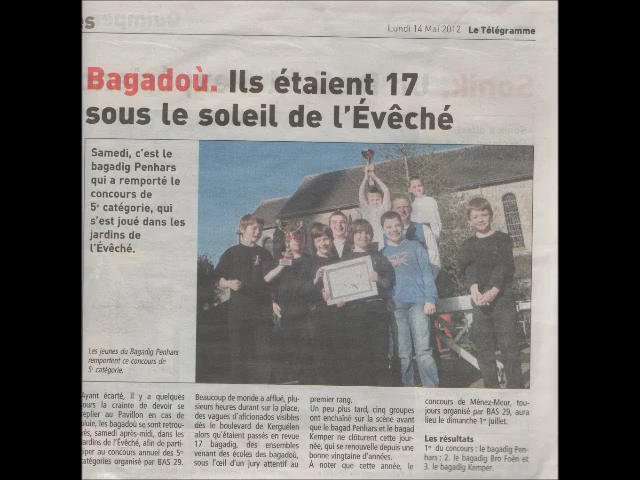 es
Lundi 14 Mai 2012 Le Télégramme
Bagadoù. Ils étaient 17
sous le soleil de l'Évêché
Samedi, c'est le
bagadig Penhars
qui a remporté le
concours de
5e catégorie, qui
s'est joué dans les
jardins de
l'Évêché.
Les jeunes du Bagadig Penhars
remportent ce concours de
5e catégorie.
Ayant écarté, il y a quelques
jours la crainte de devoir se
replier au Pavillon en cas de
pluie, les bagadoù se sont retrou-
vés, samedi après-midi, dans les
jardins de l'Évêché, afin de parti-
ciper au concours annuel des 5es
catégories organisé par BAS 29.
Beaucoup de monde a afflué, plu-
sieurs heures durant sur la place,
des vagues d'aficionados visibles
dès le boulevard de Kerguélen
alors qu'étaient passés en revue
17 bagadig, des ensembles
venant des écoles des bagadoù,
sous l'œil d'un jury attentif au
premier rang.
Un peu plus tard, cinq groupes
ont enchaîné sur la scène avant
que le bagad Penhars et le bagad
Kemper ne clôturent cette jour-
née, qui se renouvelle depuis une
bonne vingtaine d'années.
À noter que cette année, le
concours de Ménez-Meur, tou-
jours organisé par BAS 29, aura
lieu le dimanche 1er juillet.
Les résultats
1er du concours : le bagadig Pen-
hars ; 2. le bagadig Bro Foën et
3. le bagadig Kemper.